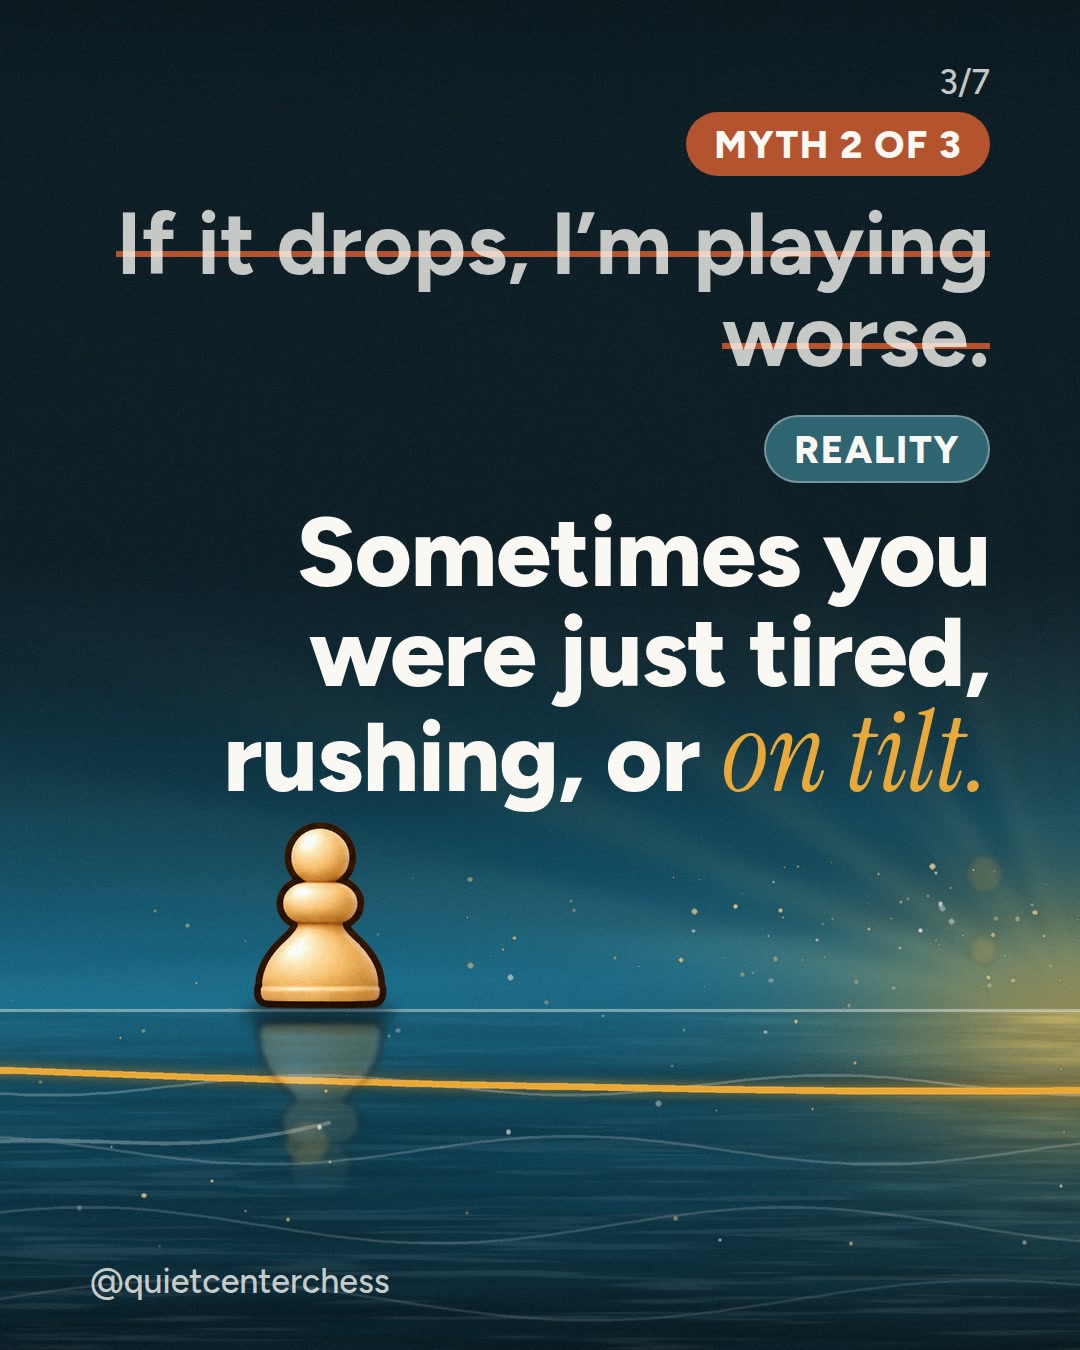 3/7
MYTH 2 OF 3
If it drops, I’m playing
worse.
REALITY
Sometimes you
were just tired,
rushing, or on tilt.
@quietcenterchess